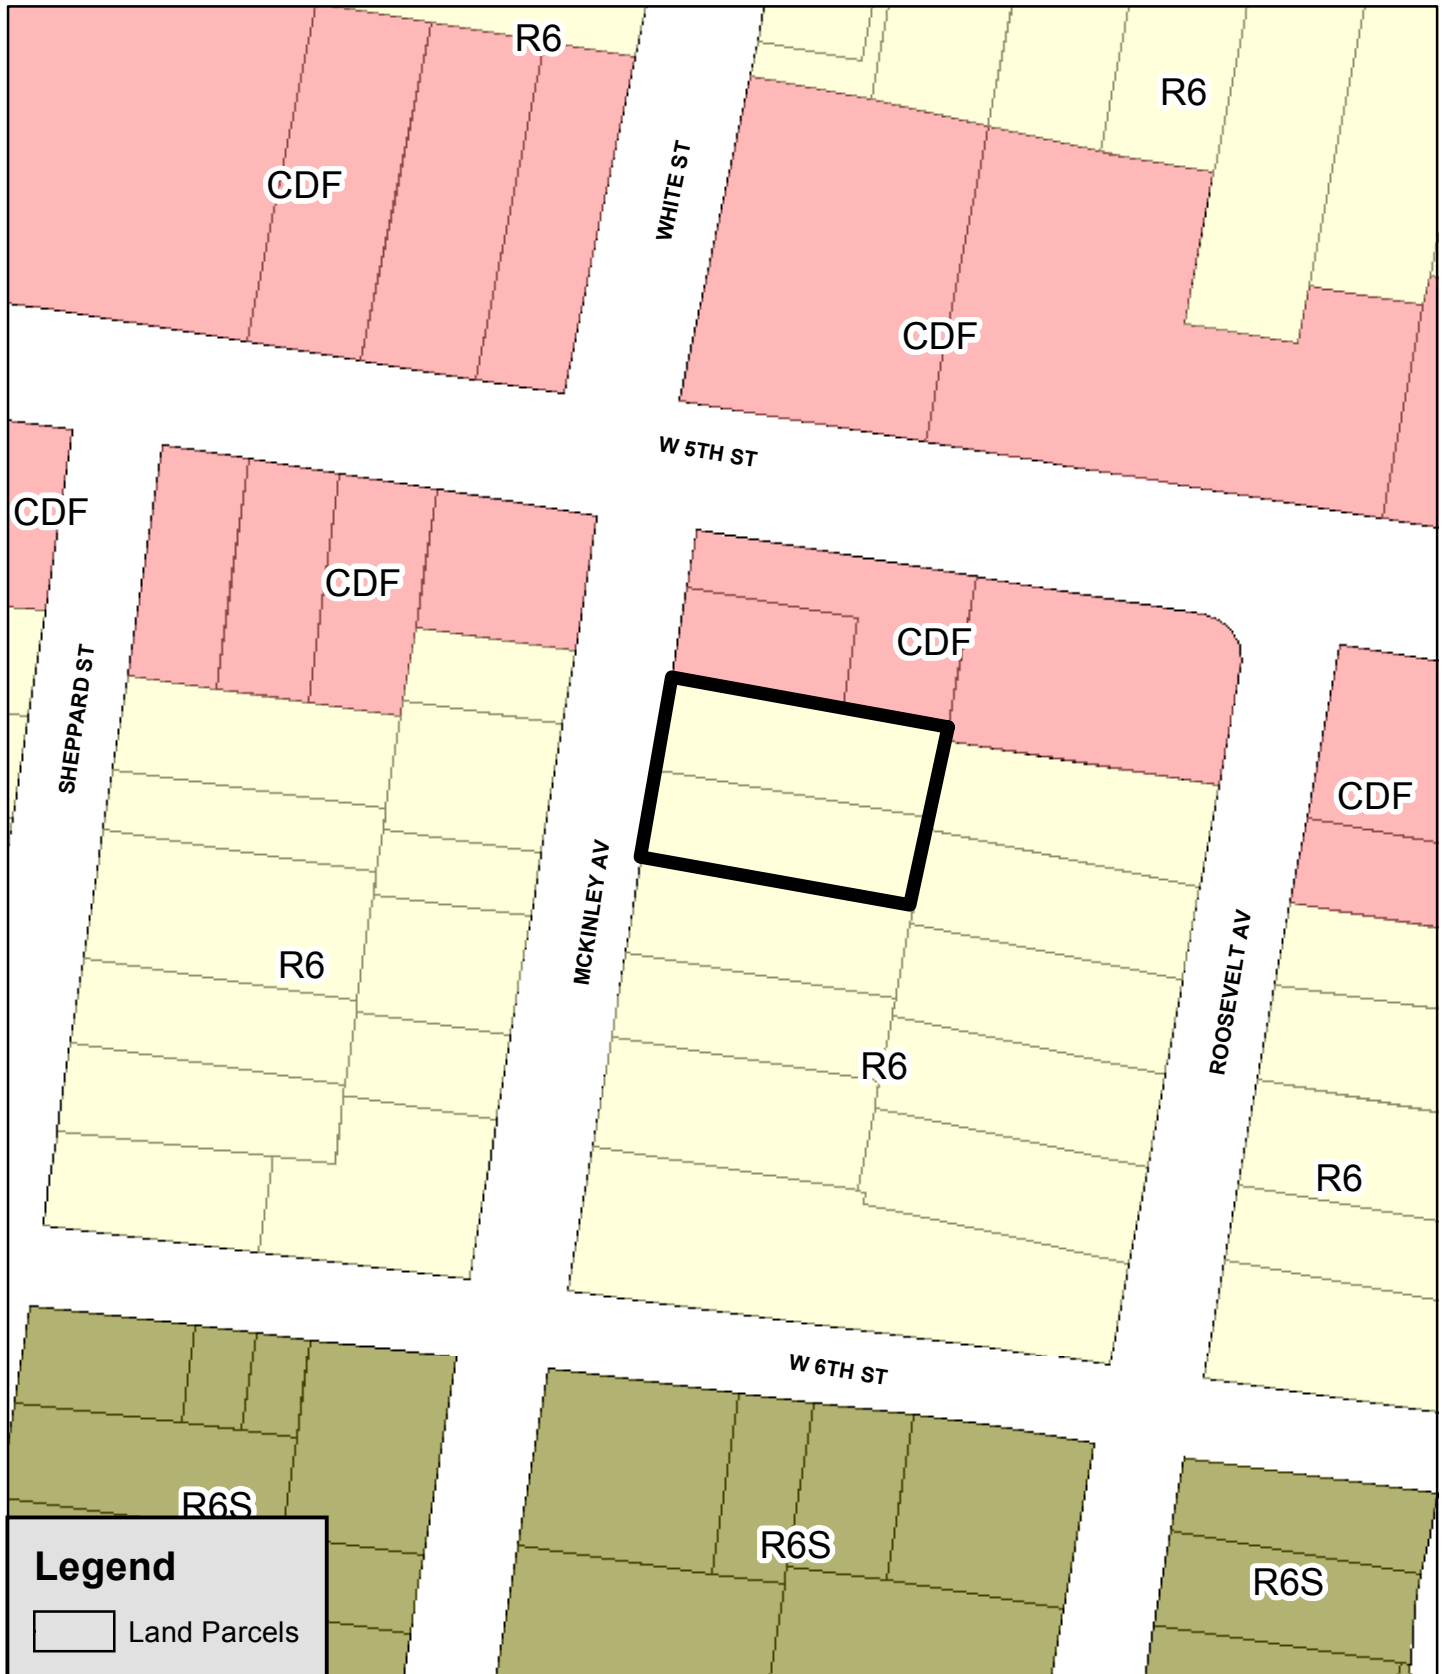 R6
R6
WHITE ST
CDF
CDF
W 5TH ST
CDF
CDF
CDF
SHEPPARD ST
CDF
MCKINLEY AV
R6
ROOSEVELT AV
R6
R6
W 6TH ST
R6S
R6S
R6S
Legend
Land Parcels